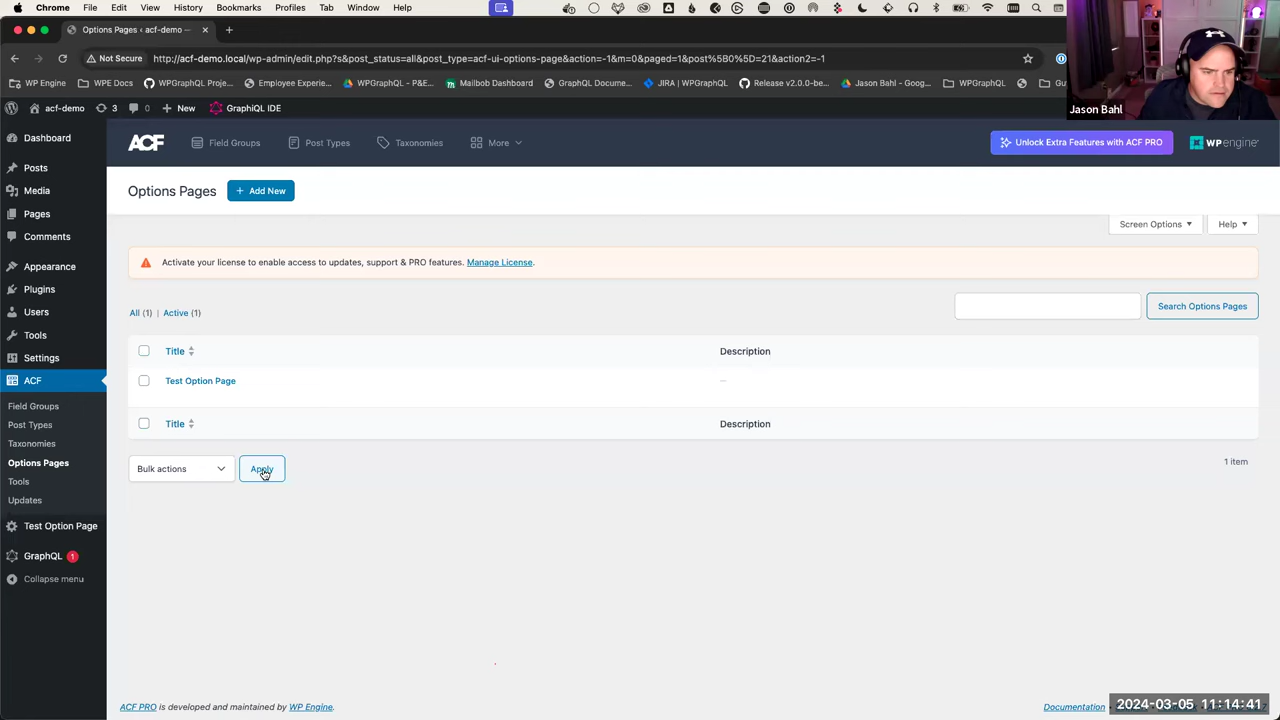 Chrome File Edit View History Bookmarks Profiles Tab Window Help
Options Pages ‹ acf-demo —
Not Secure http://acf-demo.local/wp-admin/edit.php?s&post_status=all&post_type=acf-ui-options-page&action=-1&m=0&paged=1&post%5B0%5D=21&action2=-1
WP Engine WPE Docs WPGraphQL Proje... Employee Experie... WPGraphQL - P&E... Mailbob Dashboard GraphQL Docume... JIRA | WPGraphQL Release v2.0.0-be... Jason Bahl - Goog... WPGraphQL
acf-demo 3 0 New GraphiQL IDE
Jason Bahl
Dashboard
Posts
Media
Pages
Comments
Appearance
Plugins
Users
Tools
Settings
ACF
Field Groups
Post Types
Taxonomies
Options Pages
Tools
Updates
Test Option Page
GraphQL 1
Collapse menu
ACF Field Groups Post Types Taxonomies More Unlock Extra Features with ACF PRO WPengine
Options Pages + Add New
Screen Options Help
Activate your license to enable access to updates, support & PRO features. Manage License.
All (1) | Active (1) Search Options Pages
Title Description
Test Option Page —
Title Description
Bulk actions Apply 1 item
ACF PRO is developed and maintained by WP Engine. Documentation
2024-03-05 11:14:41